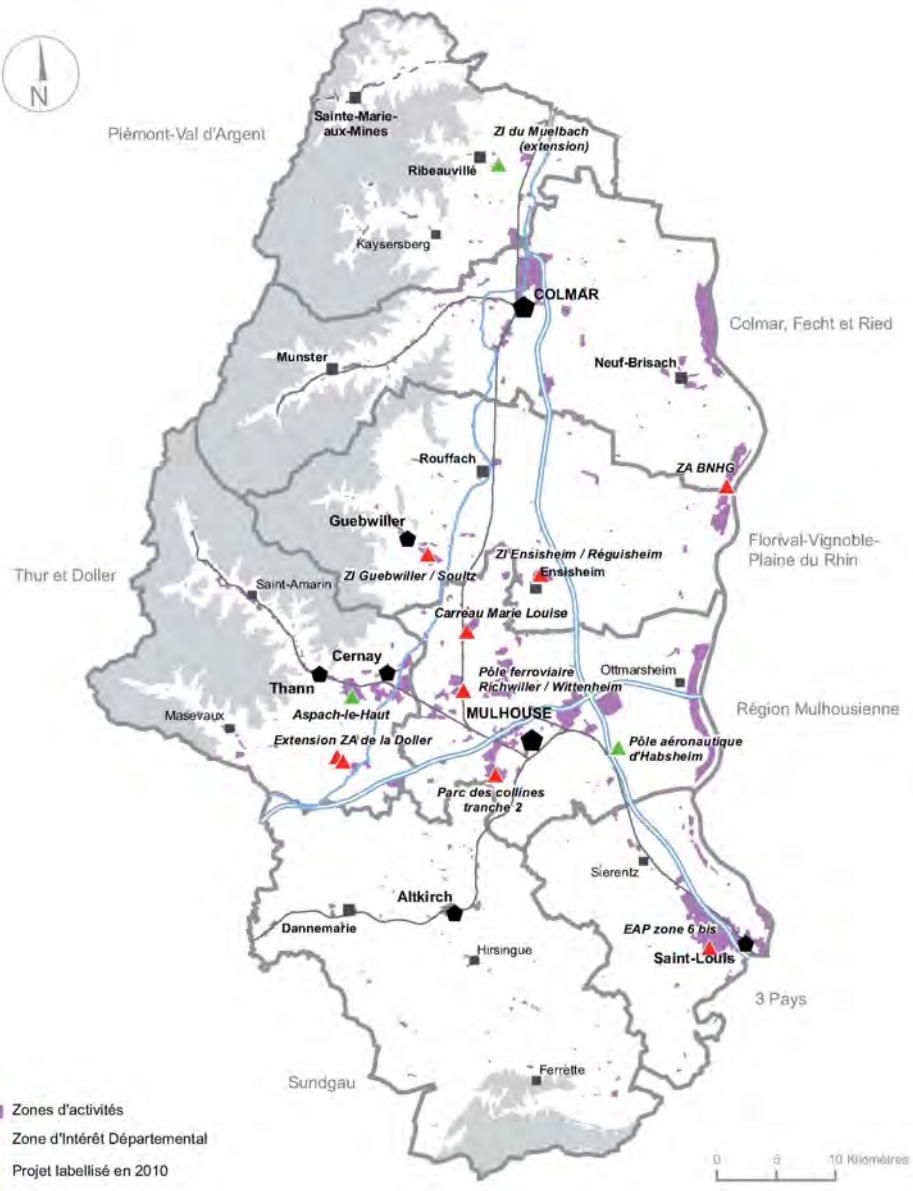 N
Piémont-Val d'Argent
Sainte-Marie-
aux-Mines
ZI du Muelbach
(extension)
Ribeauvillé
Kaysersberg
COLMAR
Colmar, Fecht et Ried
Munster
Neuf-Brisach
Rouffach
ZA BNHG
Guebwiller
ZI Guebwiller / Soultz
ZI Ensisheim / Réguisheim
Ensisheim
Florival-Vignoble-
Plaine du Rhin
Thur et Doller
Saint-Amarin
Carreau Marie Louise
Cernay
Thann
Pôle ferroviaire
Richwiller / Wittenheim
Ottmarsheim
Aspach-le-Haut
MULHOUSE
Région Mulhousienne
Masevaux
Extension ZA de la Doller
Pôle aéronautique
d'Habsheim
Parc des collines
tranche 2
Sierentz
Altkirch
Dannemarie
EAP zone 6 bis
Hirsingue
Saint-Louis
3 Pays
Ferrette
Sundgau
Zones d'activités
Zone d'Intérêt Départemental
Projet labellisé en 2010
0 5 10 Kilomètres